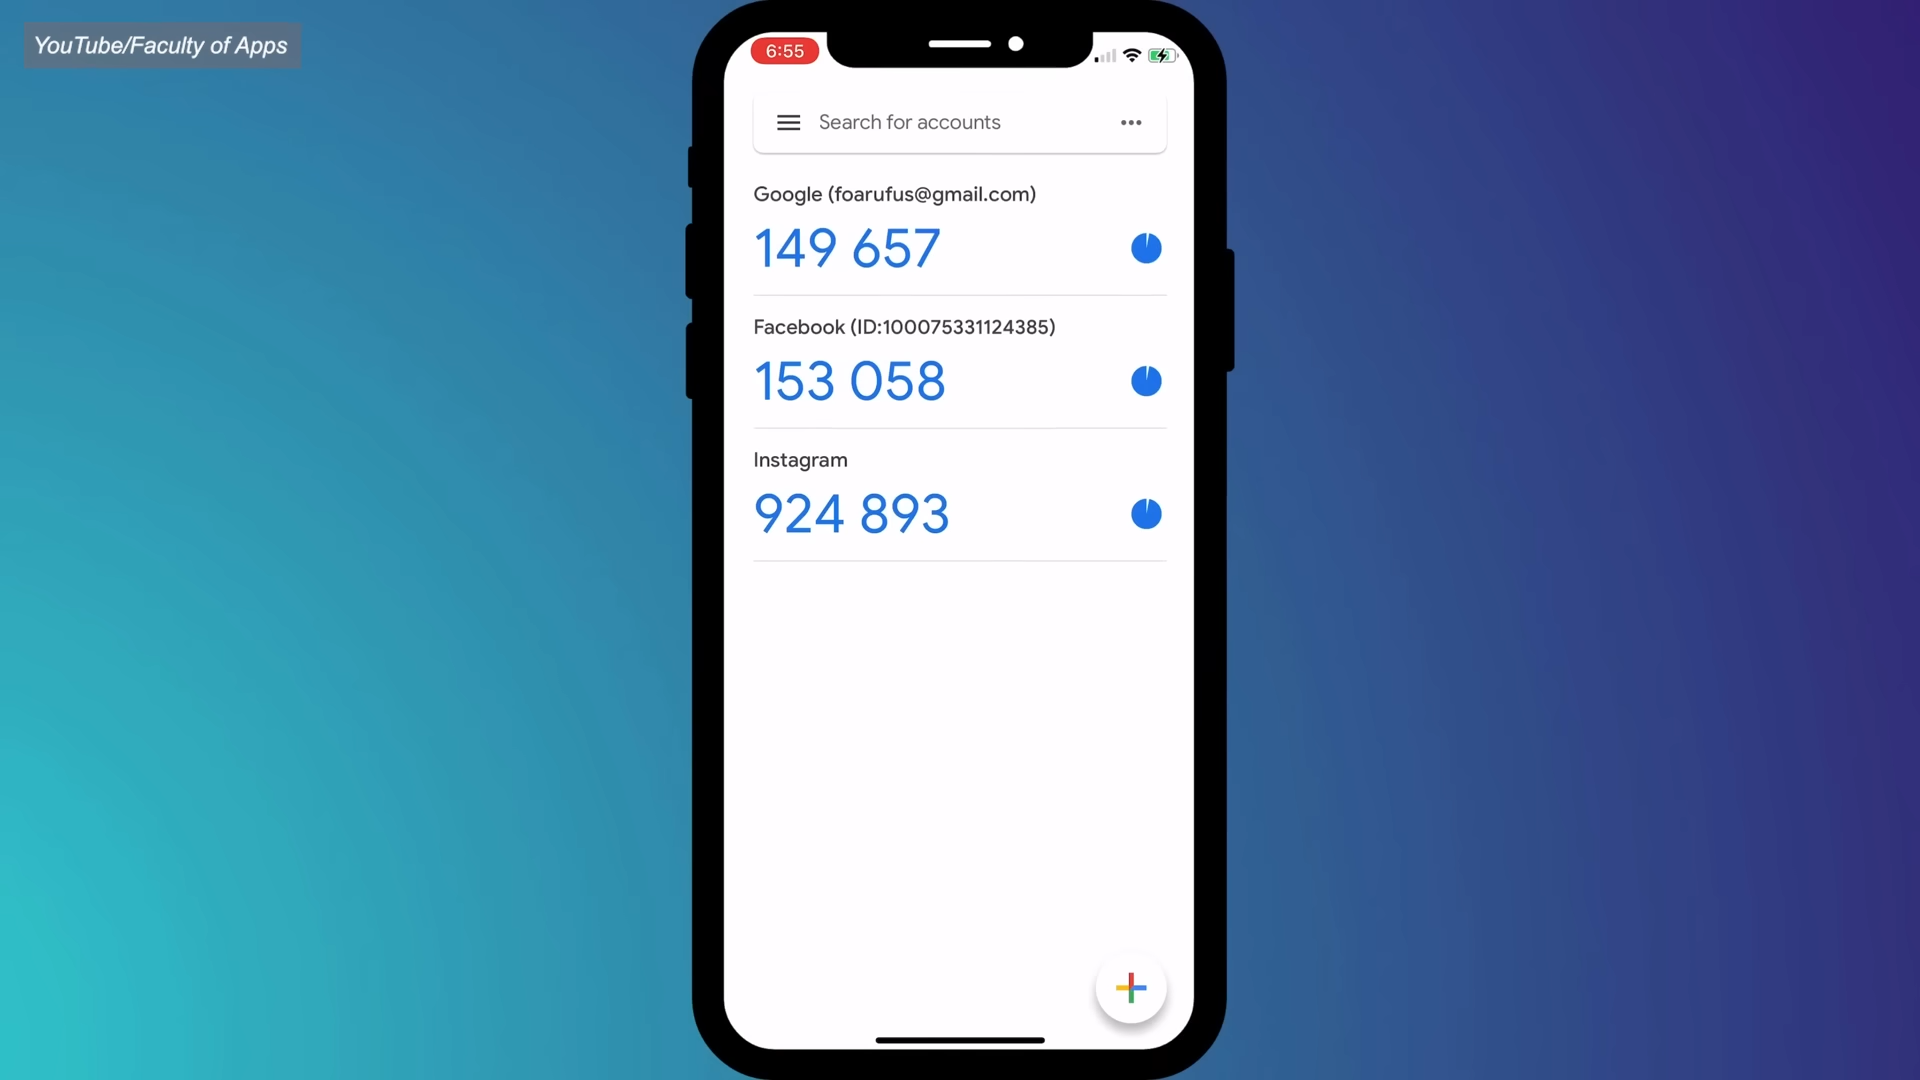 YouTube/Faculty of Apps
6:55
Search for accounts
Google (foarufus@gmail.com)
149 657
Facebook (ID:100075331124385)
153 058
Instagram
924 893